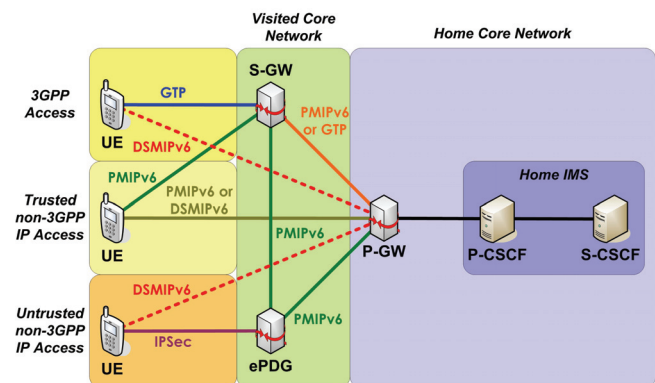 Visited Core
Network
Home Core Network
3GPP
Access
UE
GTP
S-GW
PMIPv6
or GTP
DSMIPv6
PMIPv6
Home IMS
Trusted
non-3GPP
IP Access
UE
PMIPv6 or
DSMIPv6
PMIPv6
P-GW
P-CSCF
S-CSCF
Untrusted
non-3GPP
IP Access
UE
DSMIPv6
IPSec
ePDG
PMIPv6